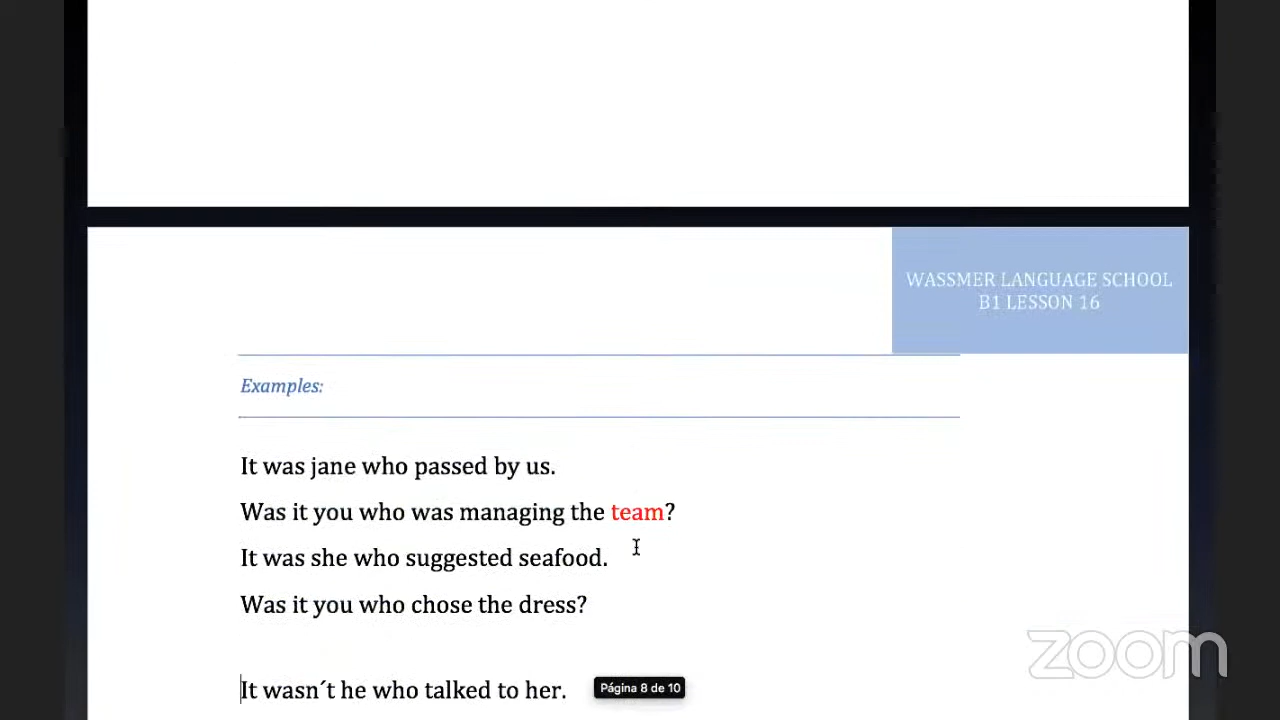 WASSMER LANGUAGE SCHOOL
B1 LESSON 16
Examples:
It was jane who passed by us.
Was it you who was managing the team?
It was she who suggested seafood.
Was it you who chose the dress?
It wasn´t he who talked to her.
Página 8 de 10
zoom